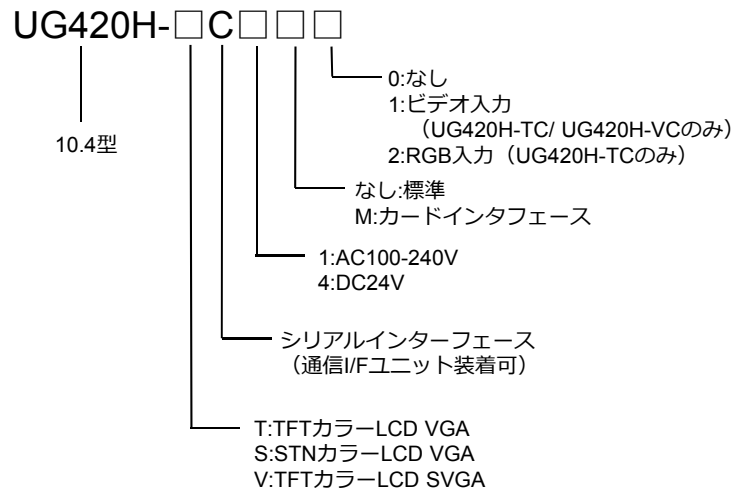 UG420H-□C□□□
10.4型
0:なし
1:ビデオ入力
（UG420H-TC/ UG420H-VCのみ）
2:RGB入力（UG420H-TCのみ）
なし:標準
M:カードインタフェース
1:AC100-240V
4:DC24V
シリアルインターフェース
（通信I/Fユニット装着可）
T:TFTカラーLCD VGA
S:STNカラーLCD VGA
V:TFTカラーLCD SVGA